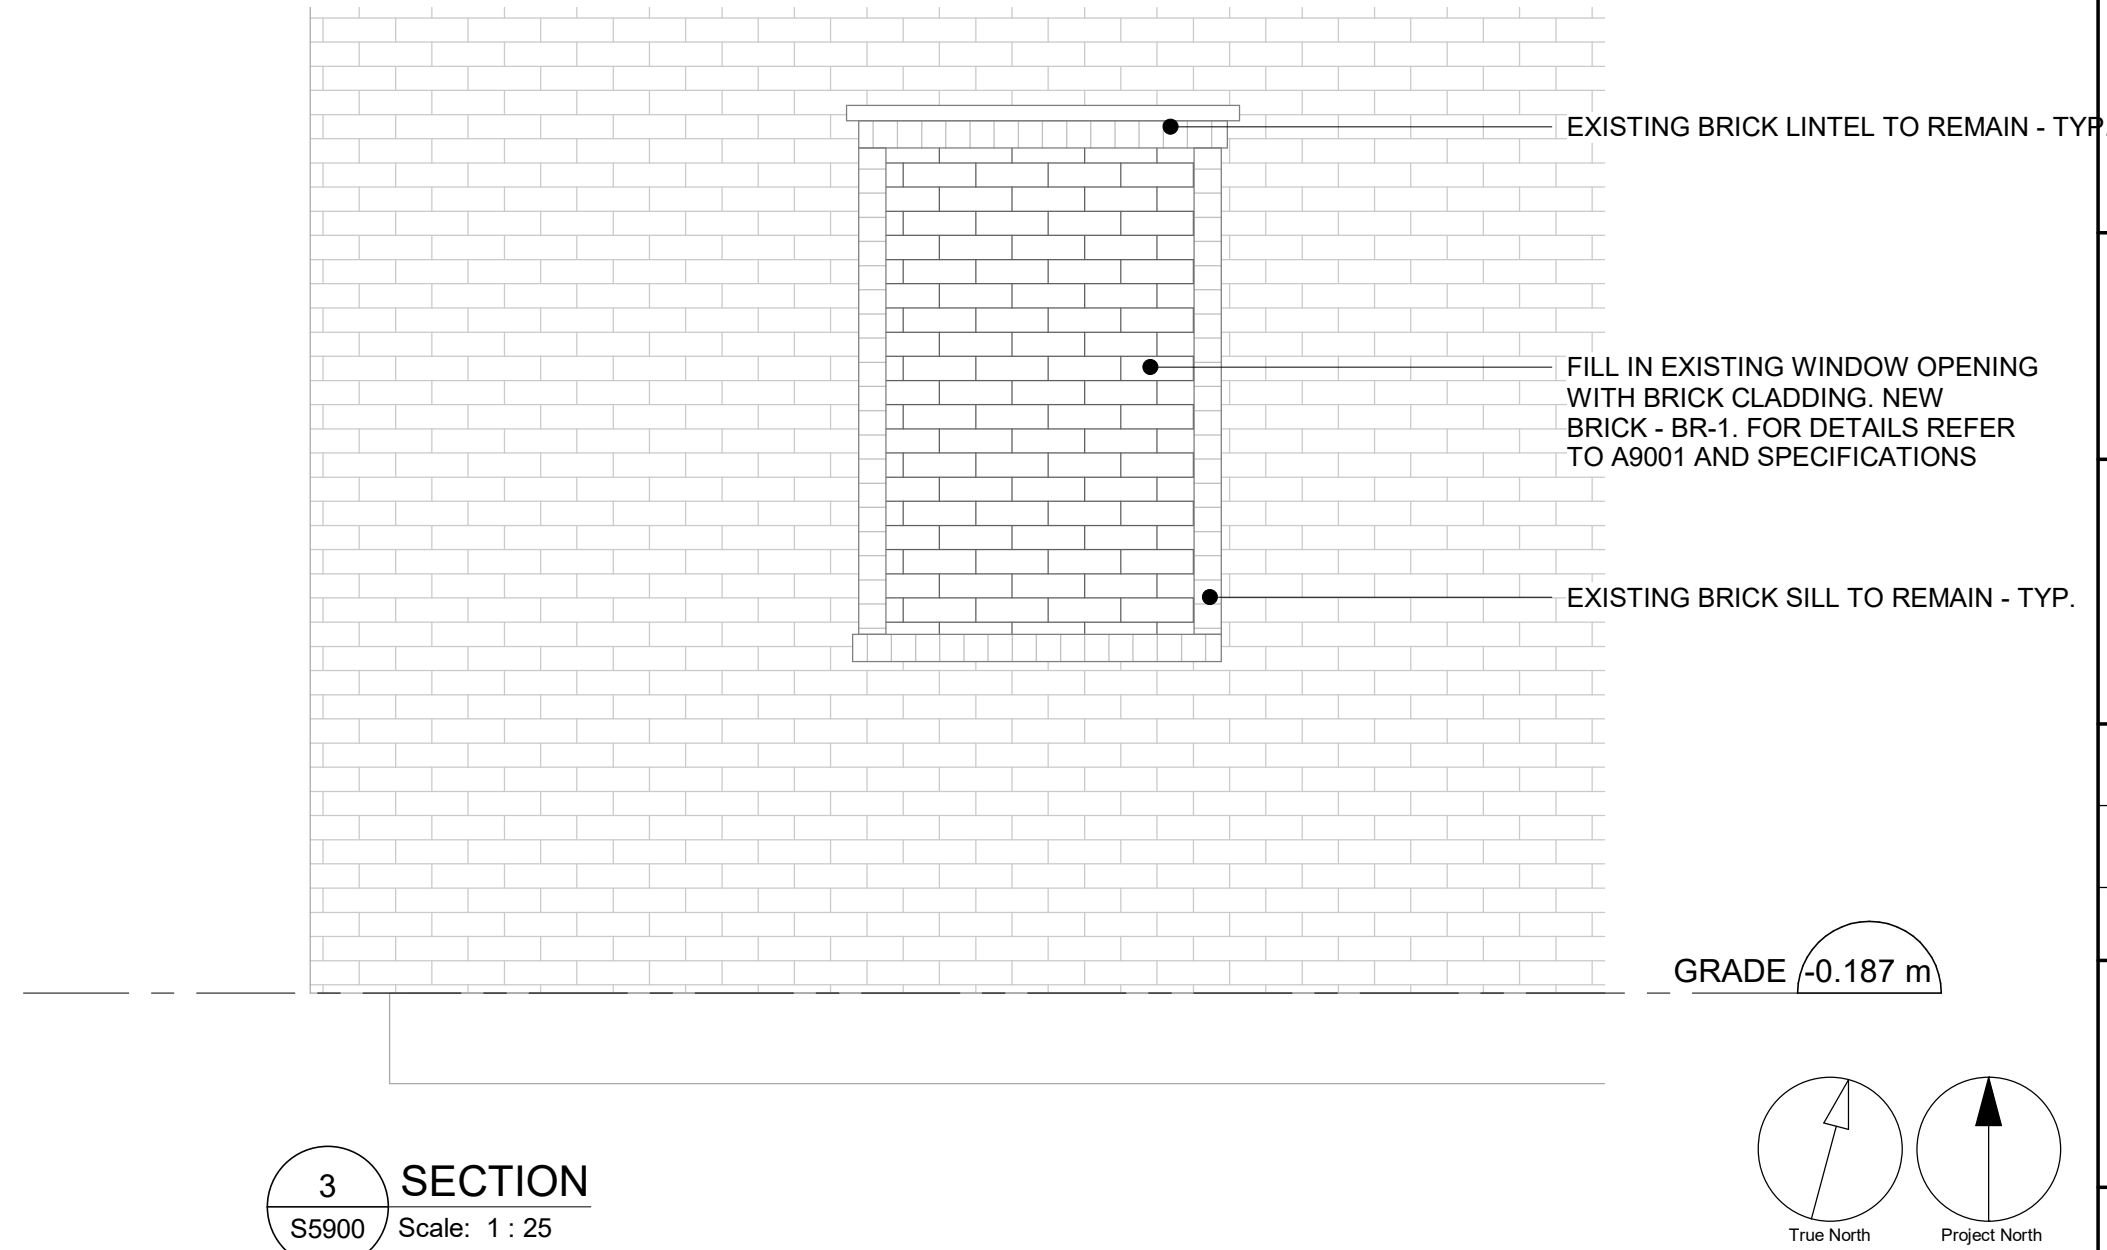 EXISTING BRICK LINTEL TO REMAIN - TYP.
FILL IN EXISTING WINDOW OPENING
WITH BRICK CLADDING. NEW
BRICK - BR-1. FOR DETAILS REFER
TO A9001 AND SPECIFICATIONS
EXISTING BRICK SILL TO REMAIN - TYP.
GRADE -0.187 m
3
SECTION
S5900
Scale: 1 : 25
True North
Project North